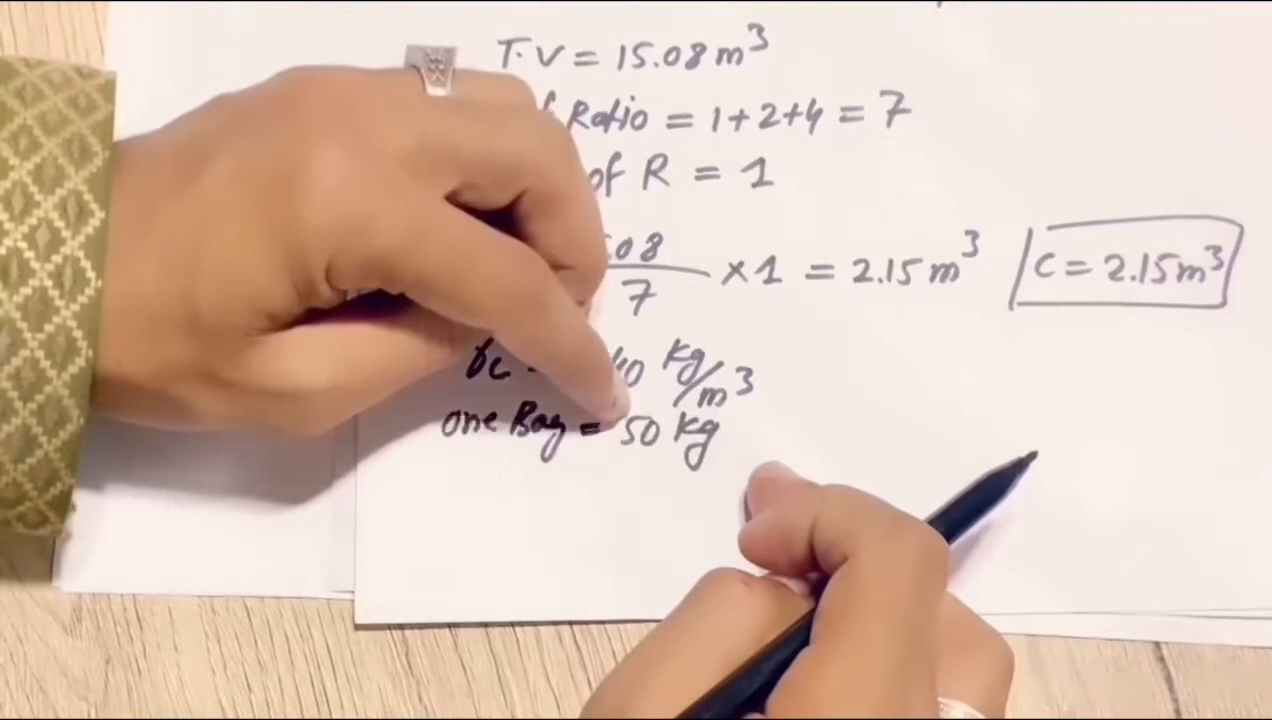 T.V = 15.08 m³
Ratio = 1+2+4 = 7
of R = 1
08/7 × 1 = 2.15 m³
C = 2.15 m³
40 kg/m³
one Bag = 50 kg